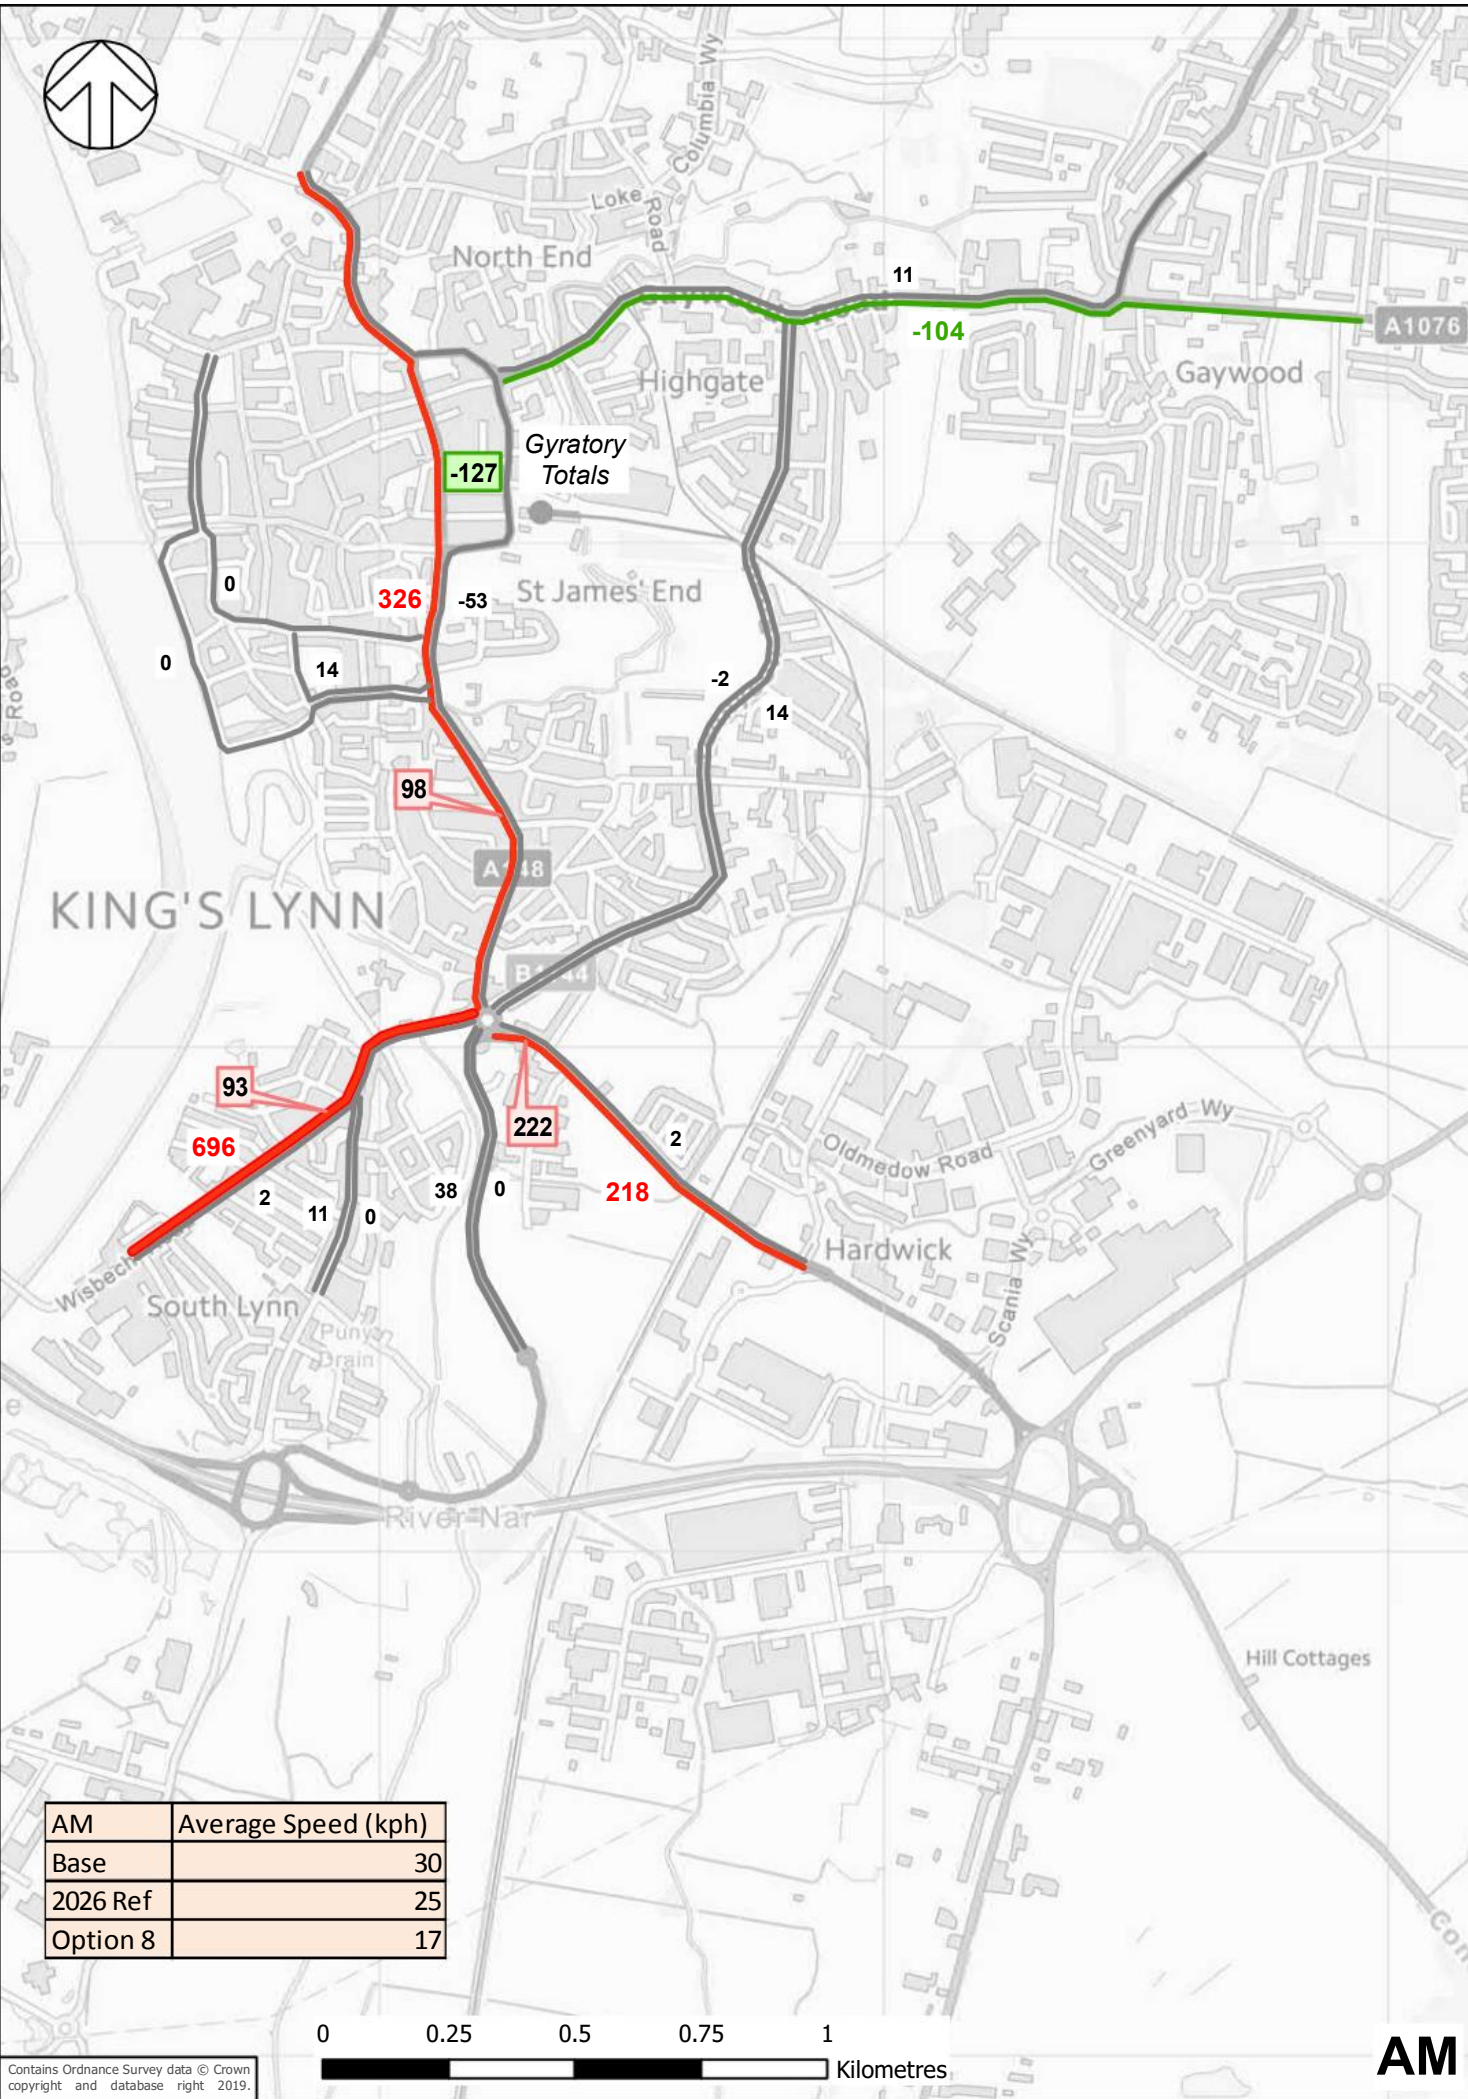 Columbia Wy
Loke Road
North End
11
-104
A1076
Gaywood
Highgate
Gyratory
Totals
-127
0
326
-53
St James' End
0
14
-2
14
98
KING'S LYNN
93
696
222
2
Oldmedow Road
Greenyard Wy
2
11
0
38
0
218
Hardwick
Scania Wy
Wisbech
South Lynn
Puny
Drain
River Nar
Hill Cottages
AM Average Speed (kph)
Base 30
2026 Ref 25
Option 8 17
0 0.25 0.5 0.75 1
Kilometres
AM
Contains Ordnance Survey data © Crown
copyright and database right 2019.